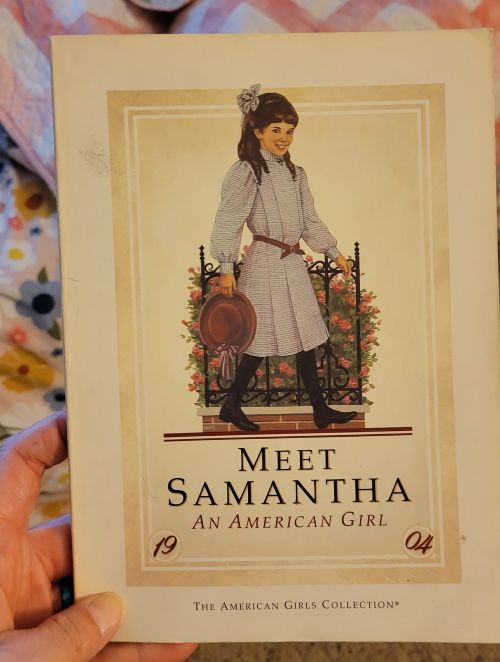 MEET
SAMANTHA
AN AMERICAN GIRL
19 04
THE AMERICAN GIRLS COLLECTION®